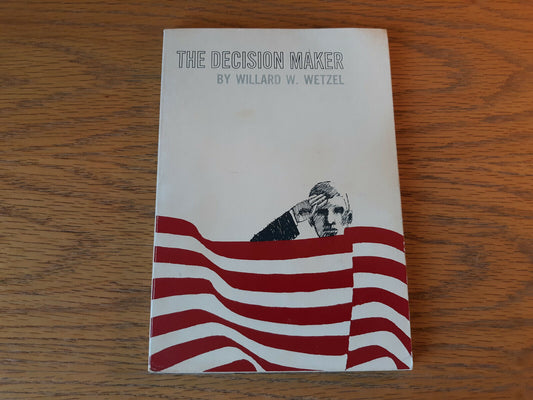 THE DECISION MAKER
BY WILLARD W. WETZEL